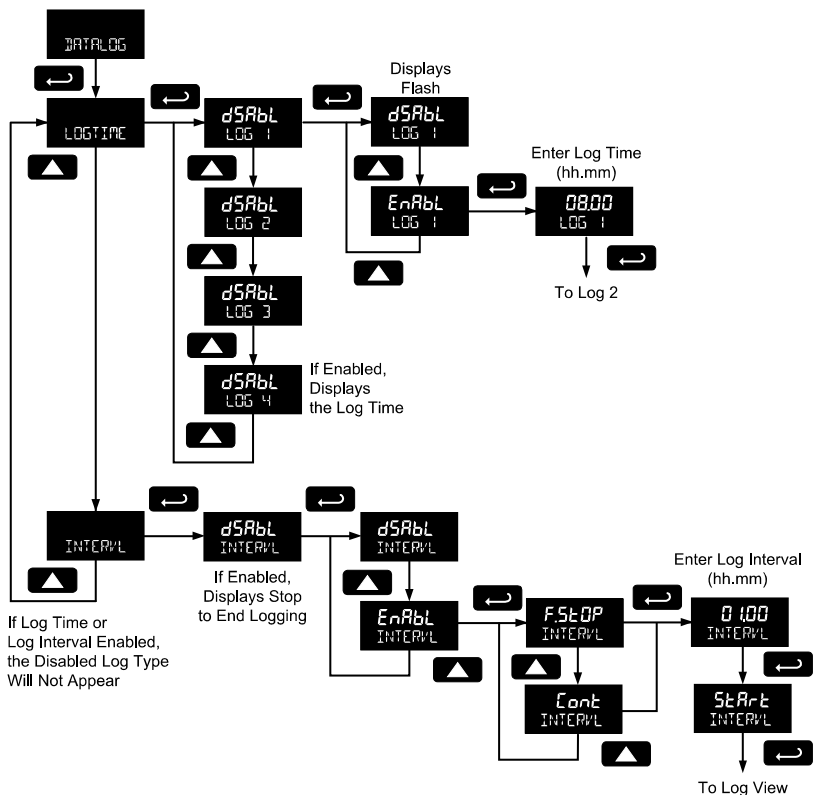 DATALOG
LOGTIME
dSAbL
LOG 1
Displays
Flash
dSAbL
LOG 1
EnAbL
LOG 1
Enter Log Time
(hh.mm)
08.00
LOG 1
To Log 2
dSAbL
LOG 2
dSAbL
LOG 3
dSAbL
LOG 4
If Enabled,
Displays
the Log Time
INTERVL
If Log Time or
Log Interval Enabled,
the Disabled Log Type
Will Not Appear
dSAbL
INTERVL
If Enabled,
Displays Stop
to End Logging
dSAbL
INTERVL
EnAbL
INTERVL
F.StOP
INTERVL
Cont
INTERVL
Enter Log Interval
(hh.mm)
01.00
INTERVL
StArt
INTERVL
To Log View